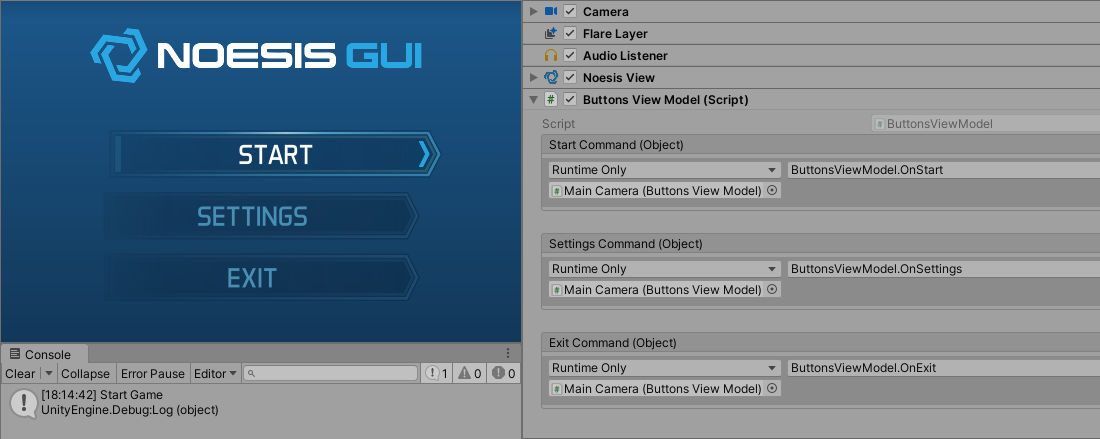 NOESIS GUI
START
SETTINGS
EXIT
Console
Clear Collapse Error Pause Editor 1 0 0
[18:14:42] Start Game
UnityEngine.Debug:Log (object)
Camera
Flare Layer
Audio Listener
Noesis View
# Buttons View Model (Script)
Script # ButtonsViewModel
Start Command (Object)
Runtime Only ButtonsViewModel.OnStart
# Main Camera (Buttons View Model)
Settings Command (Object)
Runtime Only ButtonsViewModel.OnSettings
# Main Camera (Buttons View Model)
Exit Command (Object)
Runtime Only ButtonsViewModel.OnExit
# Main Camera (Buttons View Model)